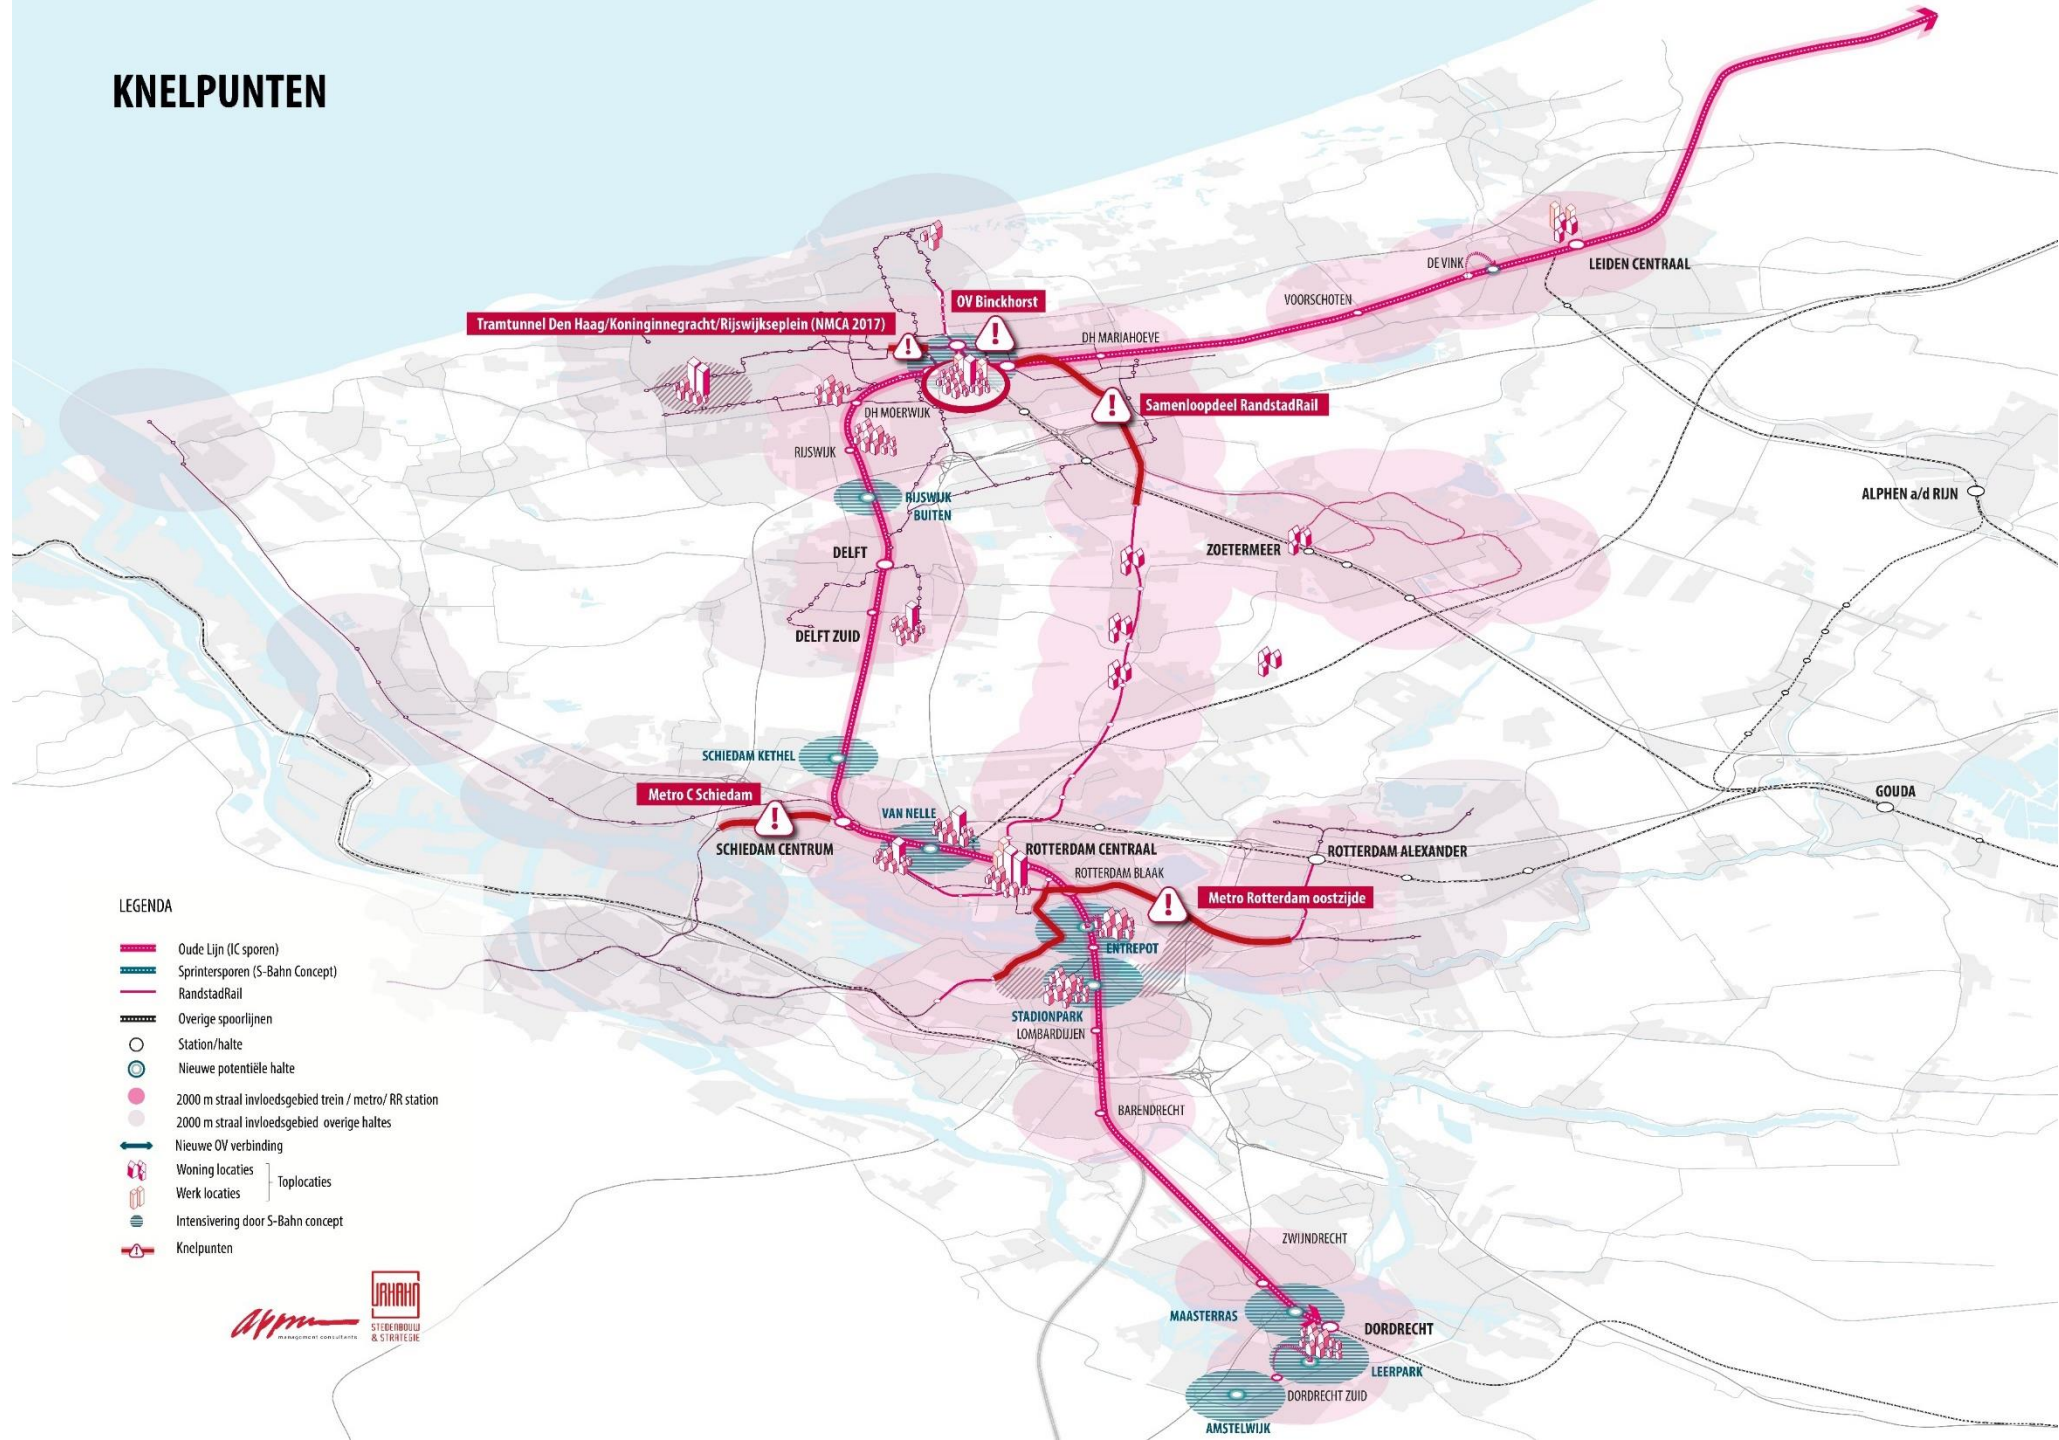 KNELPUNTEN
OV Binckhorst
Tramtunnel Den Haag/Koninginnegracht/Rijswijkseplein (NMCA 2017)
DE VINK
LEIDEN CENTRAAL
VOORSCHOTEN
DH MARIAHOEVE
Samenloopdeel RandstadRail
DH MOERWIJK
RIJSWIJK
RIJSWIJK
BUITEN
ALPHEN a/d RIJN
DELFT
ZOETERMEER
DELFT ZUID
SCHIEDAM KETHEL
Metro C Schiedam
VAN NELLE
GOUDA
SCHIEDAM CENTRUM
ROTTERDAM CENTRAAL
ROTTERDAM ALEXANDER
ROTTERDAM BLAAK
Metro Rotterdam oostzijde
ENTREPOT
STADIONPARK
LOMBARDIJEN
BARENDRECHT
ZWIJNDRECHT
MAASTERRAS
DORDRECHT
LEERPARK
DORDRECHT ZUID
AMSTELWIJK
LEGENDA
Oude Lijn (IC sporen)
Sprintersporen (S-Bahn Concept)
RandstadRail
Overige spoorlijnen
Station/halte
Nieuwe potentiële halte
2000 m straal invloedsgebied trein / metro/ RR station
2000 m straal invloedsgebied overige haltes
Nieuwe OV verbinding
Woning locaties
Toplocaties
Werk locaties
Intensivering door S-Bahn concept
Knelpunten
appm
management consultants
URHAHN
STEDENBOUW
& STRATEGIE